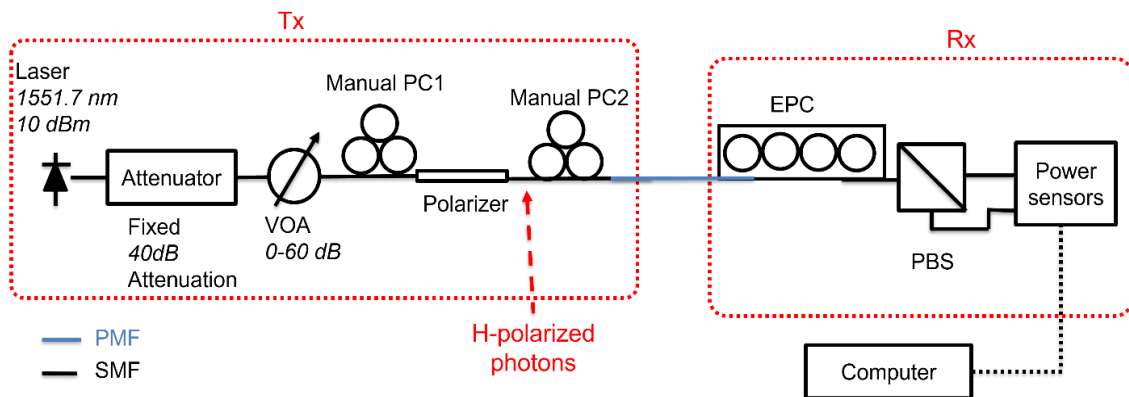 Tx
Rx
Laser
1551.7 nm
10 dBm
Manual PC1
Manual PC2
EPC
Attenuator
Polarizer
Power
sensors
Fixed
40dB
Attenuation
VOA
0-60 dB
PBS
H-polarized
photons
PMF
SMF
Computer